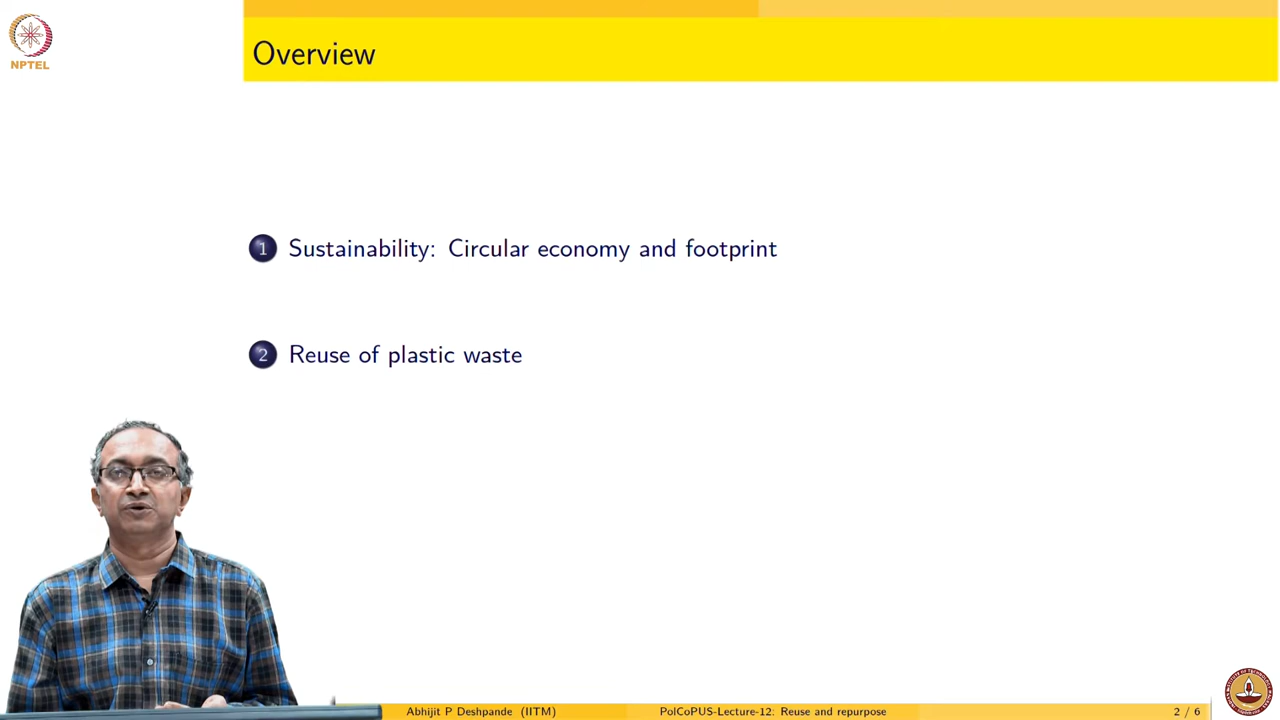 NPTEL
Overview
1 Sustainability: Circular economy and footprint
2 Reuse of plastic waste
Abhijit P Deshpande (IITM) PolCoPUS-Lecture-12: Reuse and repurpose 2 / 6